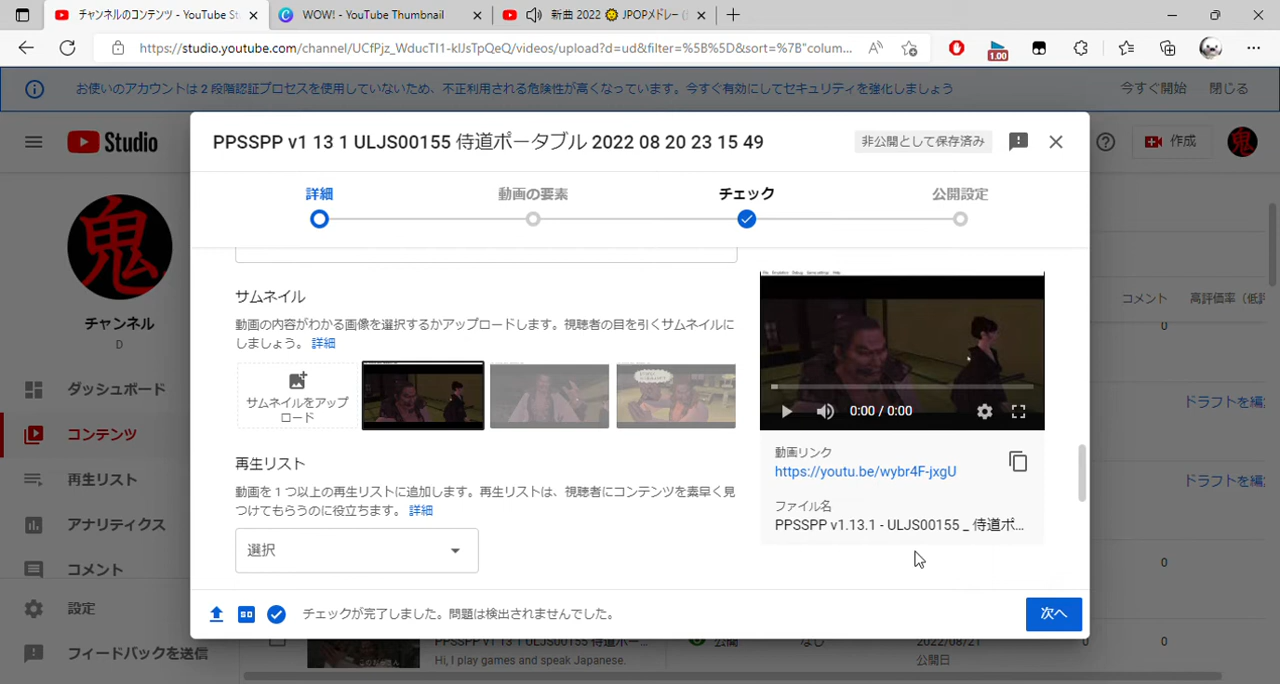 チャンネルのコンテンツ - YouTube St
WOW! - YouTube Thumbnail
新曲 2022 🌞 JPOPメドレー (
https://studio.youtube.com/channel/UCfPjz_WducTI1-kIJsTpQeQ/videos/upload?d=ud&filter=%5B%5D&sort=%7B"colum...
1.00
お使いのアカウントは 2 段階認証プロセスを使用していないため、不正利用される危険性が高くなっています。今すぐ有効にしてセキュリティを強化しましょう
今すぐ開始
閉じる
Studio
作成
鬼
チャンネル
D
ダッシュボード
コンテンツ
再生リスト
アナリティクス
コメント
設定
フィードバックを送信
PPSSPP v1 13 1 ULJS00155 侍道ポータブル 2022 08 20 23 15 49
非公開として保存済み
詳細
動画の要素
チェック
公開設定
サムネイル
動画の内容がわかる画像を選択するかアップロードします。視聴者の目を引くサムネイルに
しましょう。 詳細
サムネイルをアップ
ロード
再生リスト
動画を 1 つ以上の再生リストに追加します。再生リストは、視聴者にコンテンツを素早く見
つけてもらうのに役立ちます。 詳細
選択
0:00 / 0:00
動画リンク
https://youtu.be/wybr4F-jxgU
ファイル名
PPSSPP v1.13.1 - ULJS00155 _ 侍道ポ...
SD
チェックが完了しました。問題は検出されませんでした。
次へ
コメント
高評価率（低評
0
ドラフトを編
ドラフトを編
0
PPSSPP v1 13 1 ULJS00155 侍道ポー...
Hi, I play games and speak Japanese.
公開
なし
2022/08/21
公開日
0
0